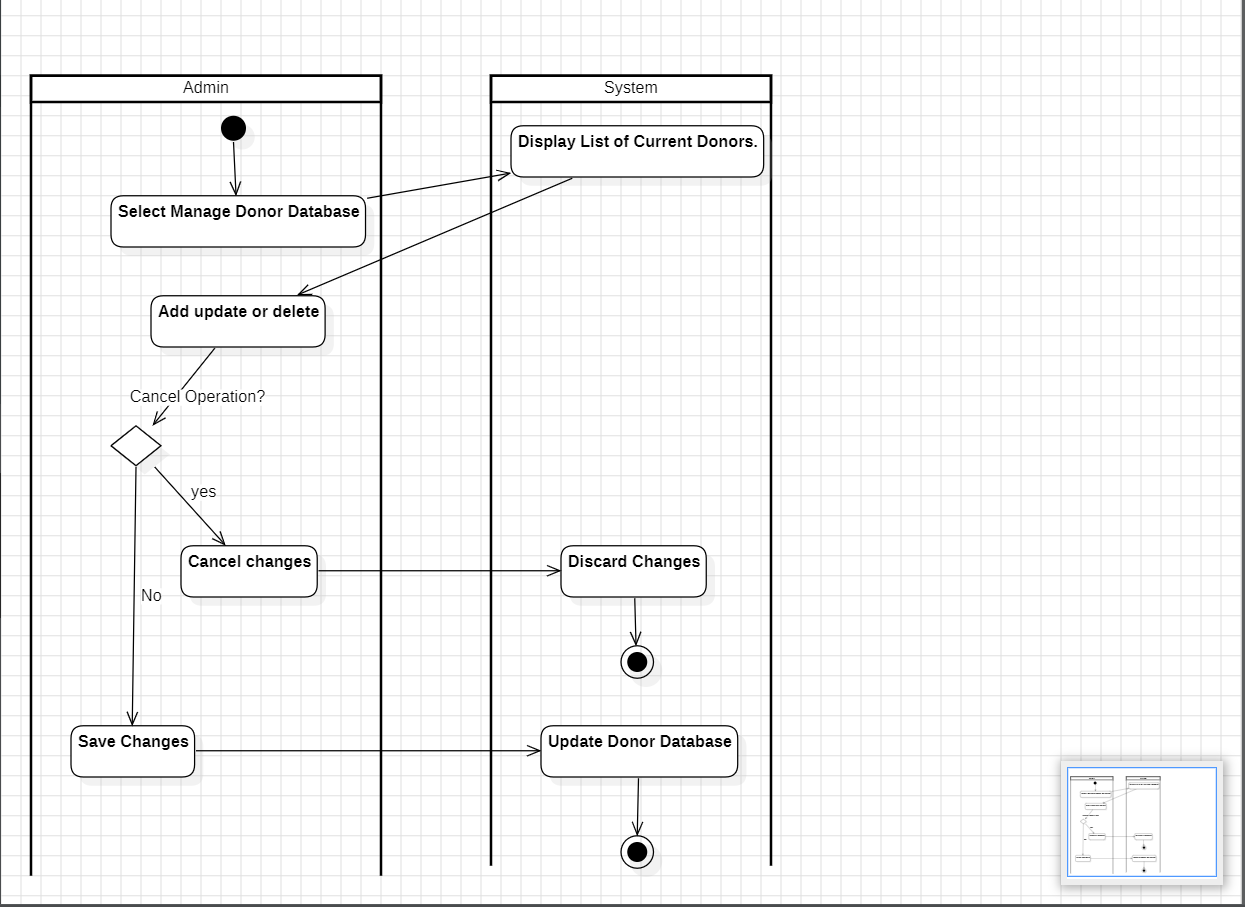 Admin
System
Display List of Current Donors.
Select Manage Donor Database
Add update or delete
Cancel Operation?
yes
Cancel changes
Discard Changes
No
Save Changes
Update Donor Database